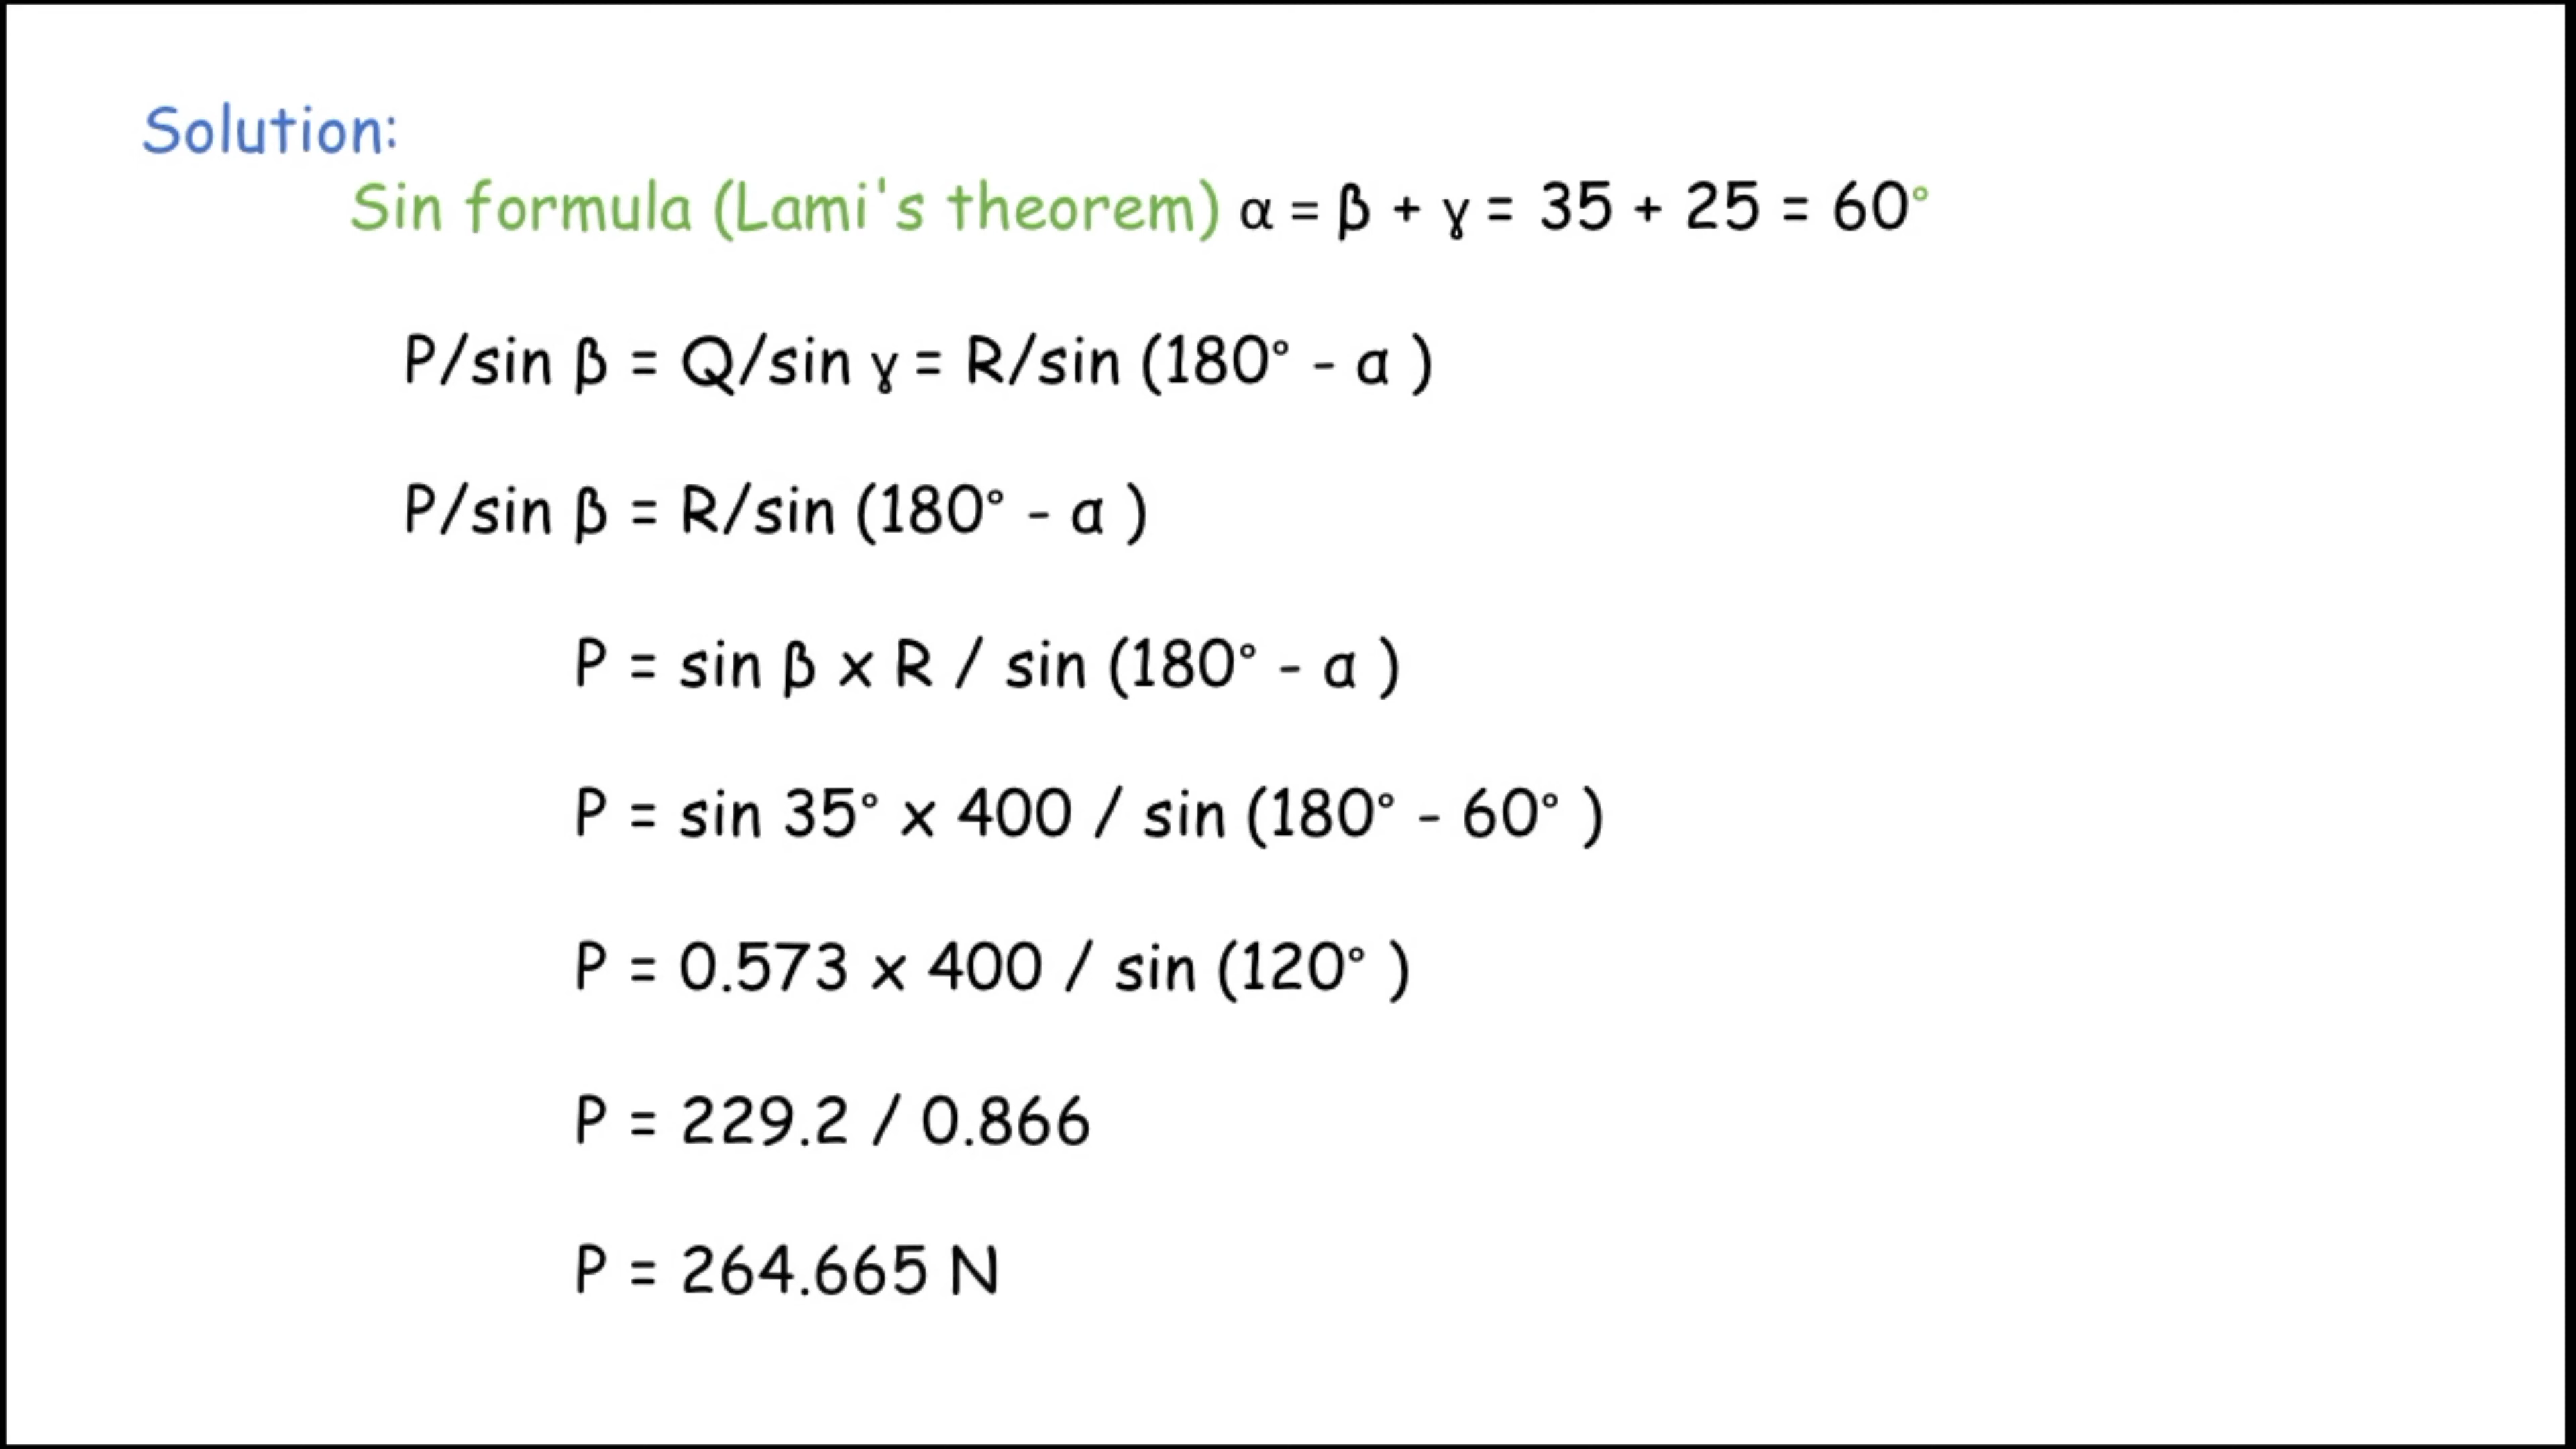 Solution:
Sin formula (Lami's theorem) α = β + γ = 35 + 25 = 60°
P/sin β = Q/sin γ = R/sin (180° - α )
P/sin β = R/sin (180° - α )
P = sin β x R / sin (180° - α )
P = sin 35° x 400 / sin (180° - 60° )
P = 0.573 x 400 / sin (120° )
P = 229.2 / 0.866
P = 264.665 N